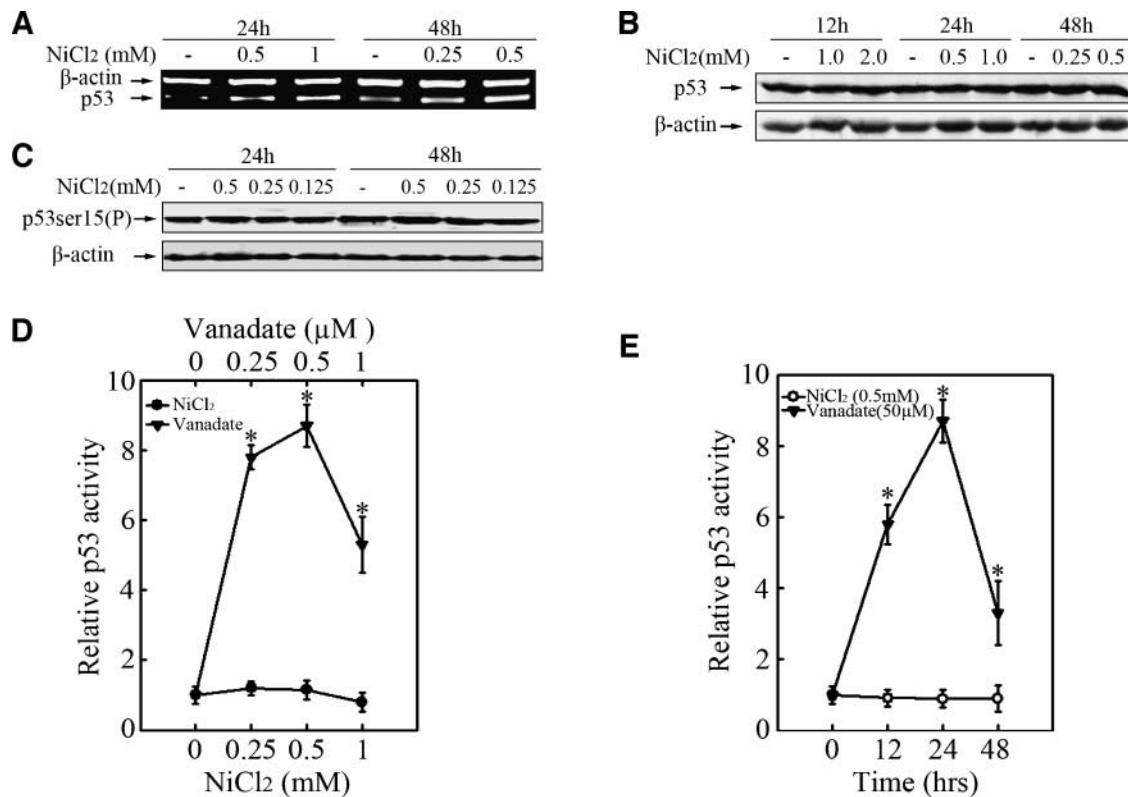 A
24h 48h
NiCl2 (mM) - 0.5 1 - 0.25 0.5
β-actin
p53
B
12h 24h 48h
NiCl2(mM) - 1.0 2.0 - 0.5 1.0 - 0.25 0.5
p53
β-actin
C
24h 48h
NiCl2(mM) - 0.5 0.25 0.125 - 0.5 0.25 0.125
p53ser15(P)
β-actin
D
Vanadate (μM )
0 0.25 0.5 1
10
8
6
4
2
0
Relative p53 activity
NiCl2
Vanadate
* * *
0 0.25 0.5 1
NiCl2 (mM)
E
10
8
6
4
2
0
Relative p53 activity
NiCl2 (0.5mM)
Vanadate(50μM)
* * *
0 12 24 48
Time (hrs)